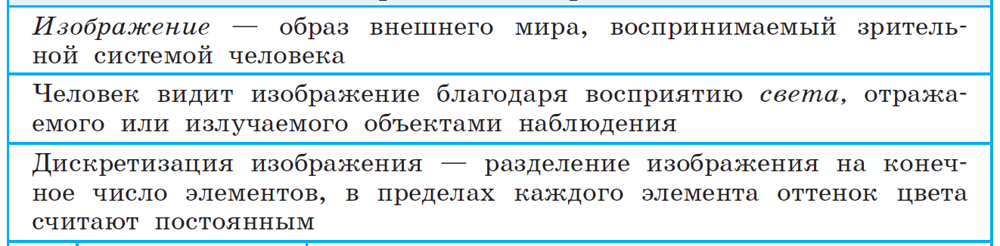 Изображение — образ внешнего мира, воспринимаемый зритель-
ной системой человека
Человек видит изображение благодаря восприятию света, отража-
емого или излучаемого объектами наблюдения
Дискретизация изображения — разделение изображения на конеч-
ное число элементов, в пределах каждого элемента оттенок цвета
считают постоянным